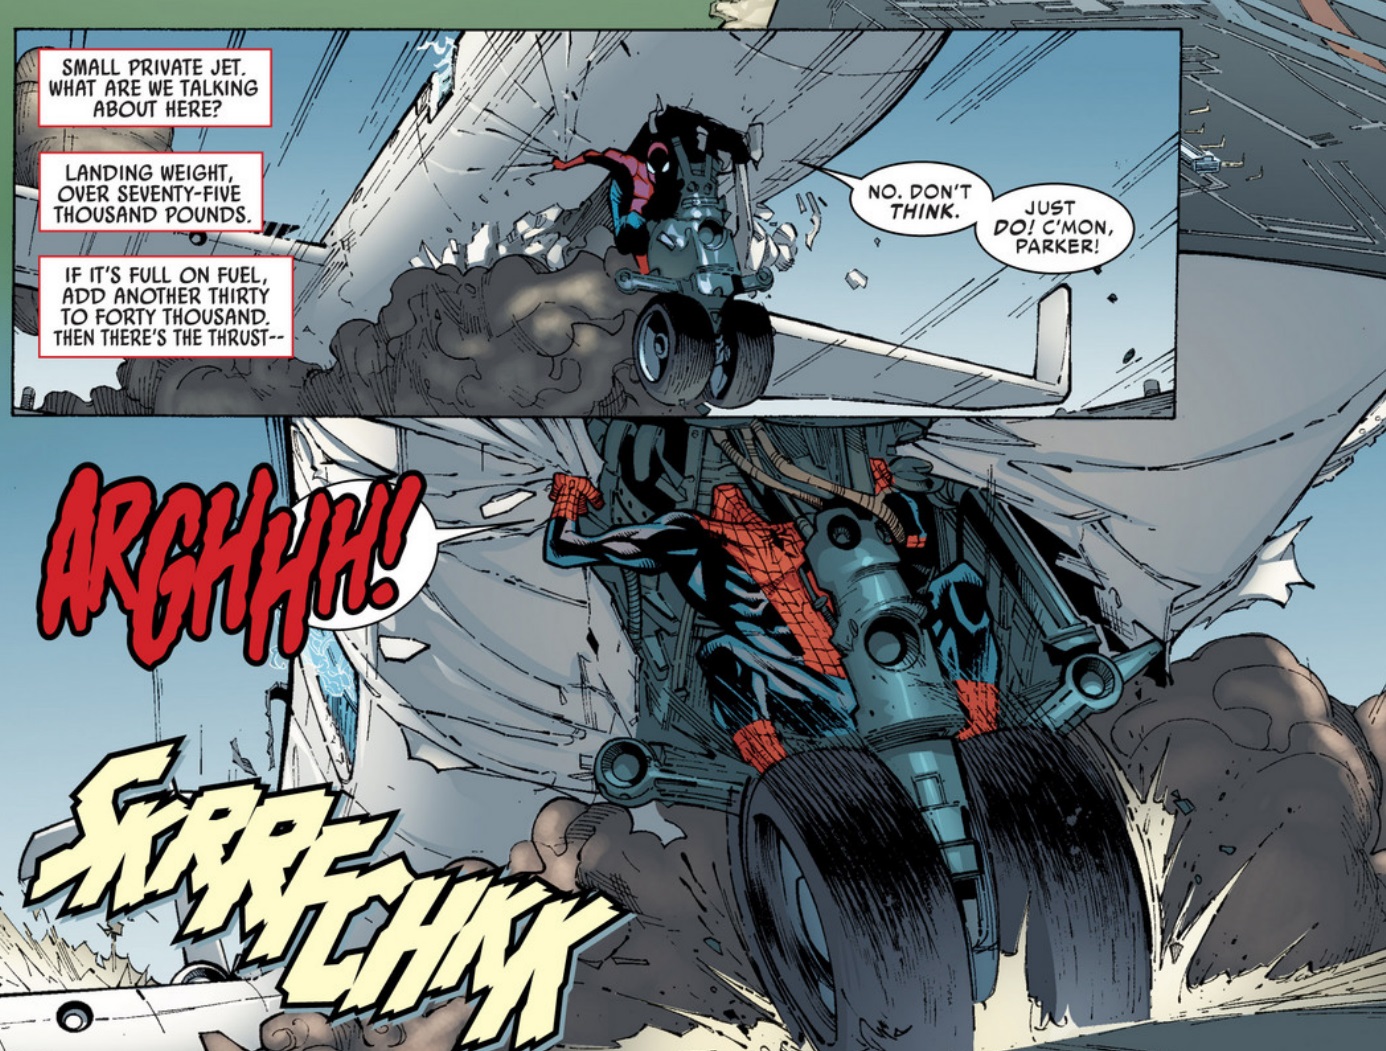 SMALL PRIVATE JET.
WHAT ARE WE TALKING
ABOUT HERE?
LANDING WEIGHT,
OVER SEVENTY-FIVE
THOUSAND POUNDS.
IF IT'S FULL ON FUEL,
ADD ANOTHER THIRTY
TO FORTY THOUSAND.
THEN THERE'S THE THRUST--
NO. DON'T
THINK.
JUST
DO! C'MON,
PARKER!
ARGHHHH!
SKRRRETCHKK